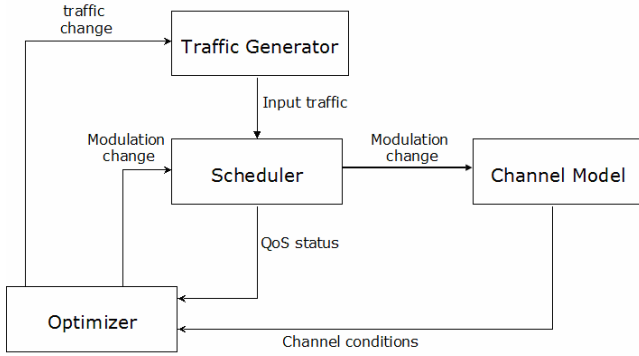 traffic
change
Traffic Generator
Input traffic
Modulation
change
Modulation
change
Scheduler
Channel Model
QoS status
Optimizer
Channel conditions